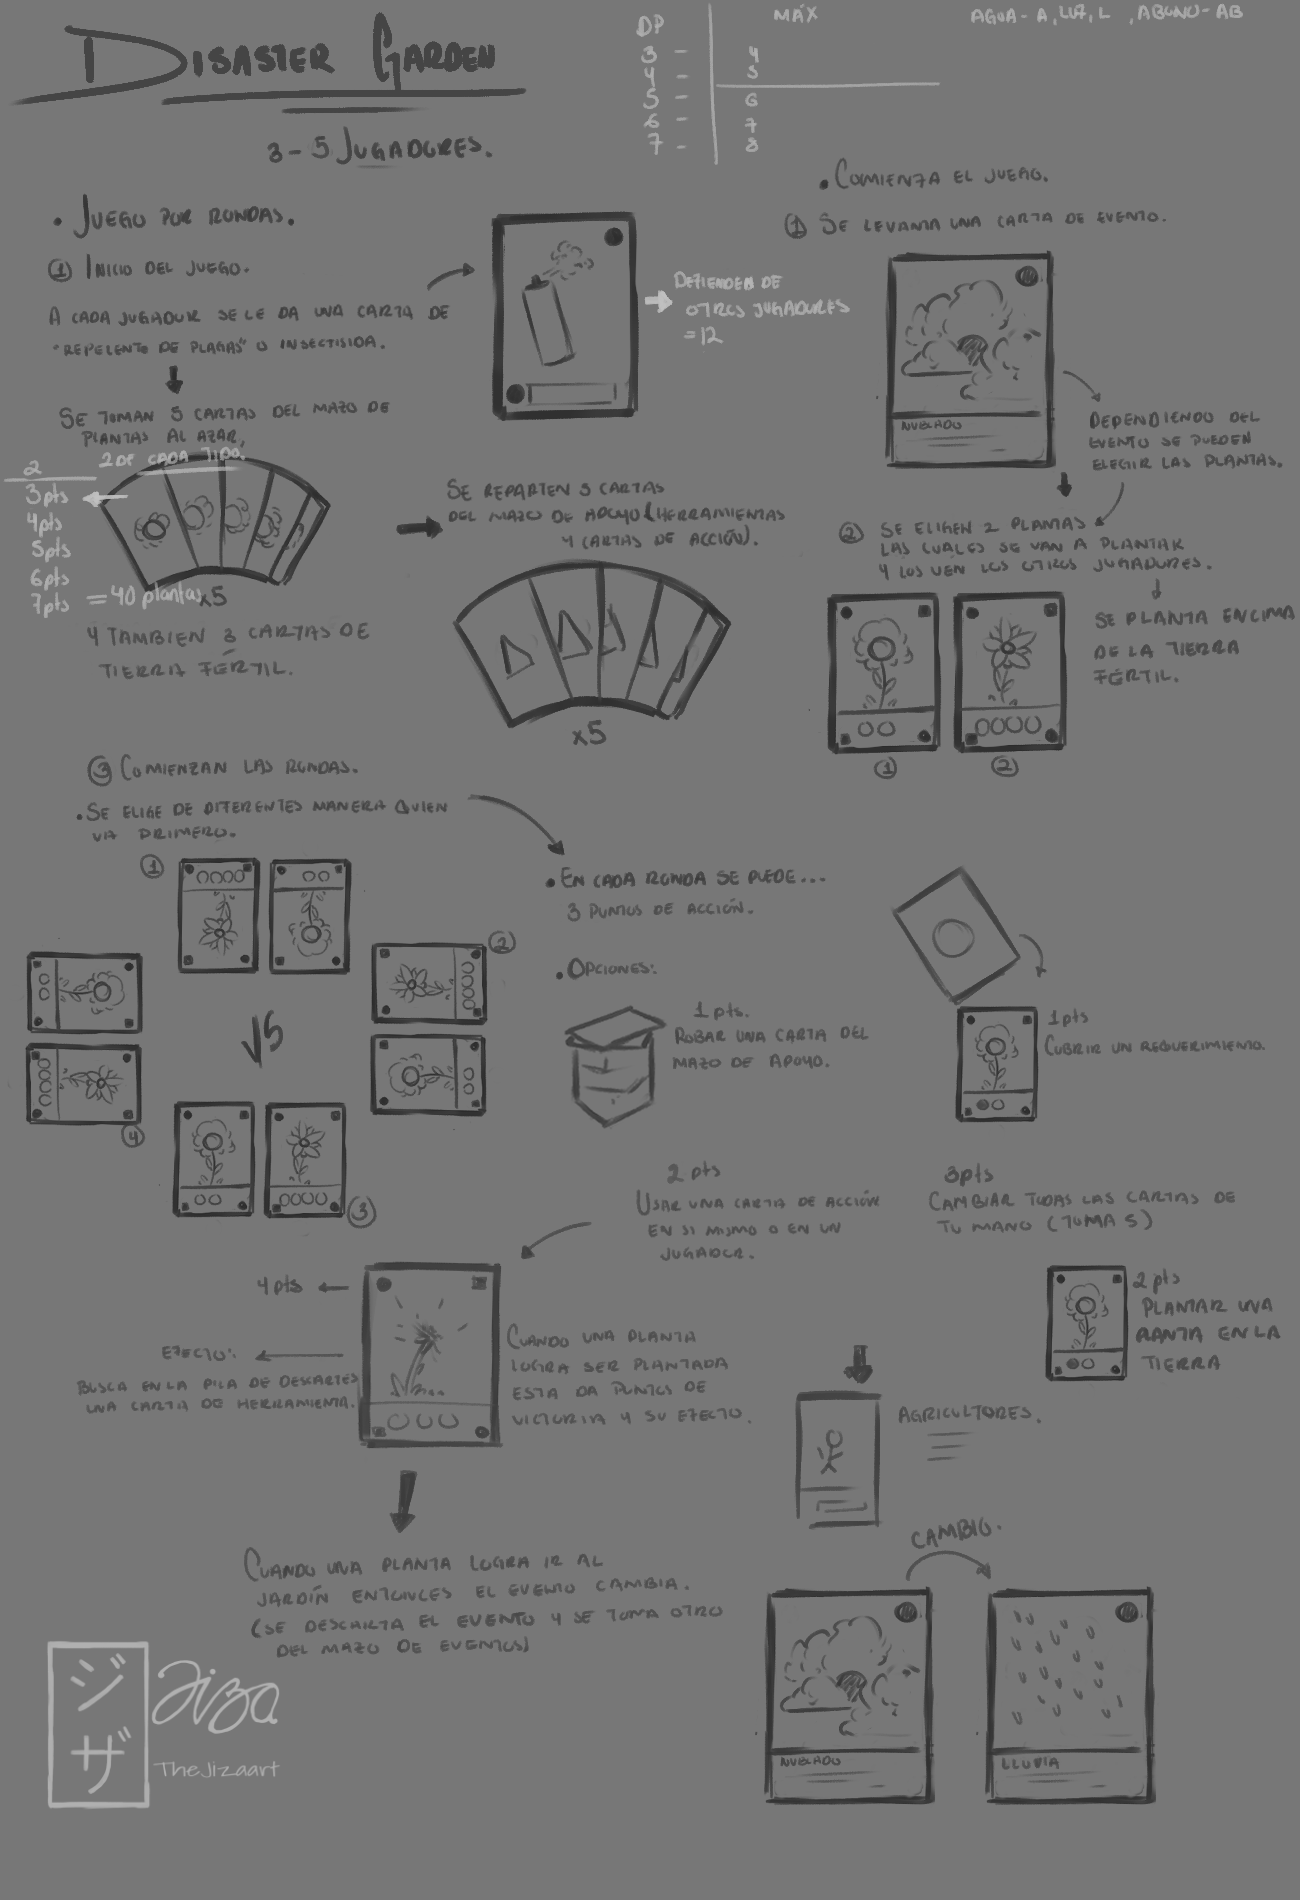 DISASTER GARDEN
3-5 JUGADORES.
DP MÁX
3 - 4
4 - 5
5 - 6
6 - 7
7 - 8
AGUA - A, LUZ, L , ABONO - AB
• JUEGO POR RONDAS.
① INICIO DEL JUEGO.
A CADA JUGADOR SE LE DA UNA CARTA DE
"REPELENTO DE PLAGAS" O INSECTISIDA.
DEFIENDEN DE
OTROS JUGADORES
=12
SE TOMAN 5 CARTAS DEL MAZO DE
PLANTAS AL AZAR,
2 DE CADA TIPO.
2
3pts
4pts
5pts
6pts
7pts = 40 plantas
x5
Y TAMBIEN 3 CARTAS DE
TIERRA FÉRTIL.
SE REPARTEN 5 CARTAS
DEL MAZO DE APOYO (HERRAMIENTAS
Y CARTAS DE ACCIÓN).
x5
• COMIENZA EL JUEGO.
① SE LEVANTA UNA CARTA DE EVENTO.
NUBLADO
DEPENDIENDO DEL
EVENTO SE PUEDEN
ELEGIR LAS PLANTAS.
② SE ELIGEN 2 PLANTAS
LAS CUALES SE VAN A PLANTAR
Y LOS VEN LOS OTROS JUGADORES.
SE PLANTA ENCIMA
DE LA TIERRA
FÉRTIL.
① ②
③ COMIENZAN LAS RONDAS.
• SE ELIGE DE DIFERENTES MANERA QUIEN
VA PRIMERO.
①
②
VS
④
③
• EN CADA RONDA SE PUEDE...
3 PUNTOS DE ACCIÓN.
• OPCIONES:
1 pts.
ROBAR UNA CARTA DEL
MAZO DE APOYO.
1pts
CUBRIR UN REQUERIMIENTO.
2 pts
USAR UNA CARTA DE ACCIÓN
EN SI MISMO O EN UN
JUGADOR.
3pts
CAMBIAR TODAS LAS CARTAS DE
TU MANO (TOMA 5)
2 pts
PLANTAR UNA
PLANTA EN LA
TIERRA
4 pts
EFECTO:
BUSCA EN LA PILA DE DESCARTES
UNA CARTA DE HERRAMIENTA.
CUANDO UNA PLANTA
LOGRA SER PLANTADA
ESTA DA PUNTOS DE
VICTORIA Y SU EFECTO.
AGRICULTORES.
CUANDO UNA PLANTA LOGRA IR AL
JARDÍN ENTONCES EL EVENTO CAMBIA.
(SE DESCARTA EL EVENTO Y SE TOMA OTRO
DEL MAZO DE EVENTOS)
CAMBIO.
NUBLADO
LLUVIA
ジザ
Jiza
TheJizaart